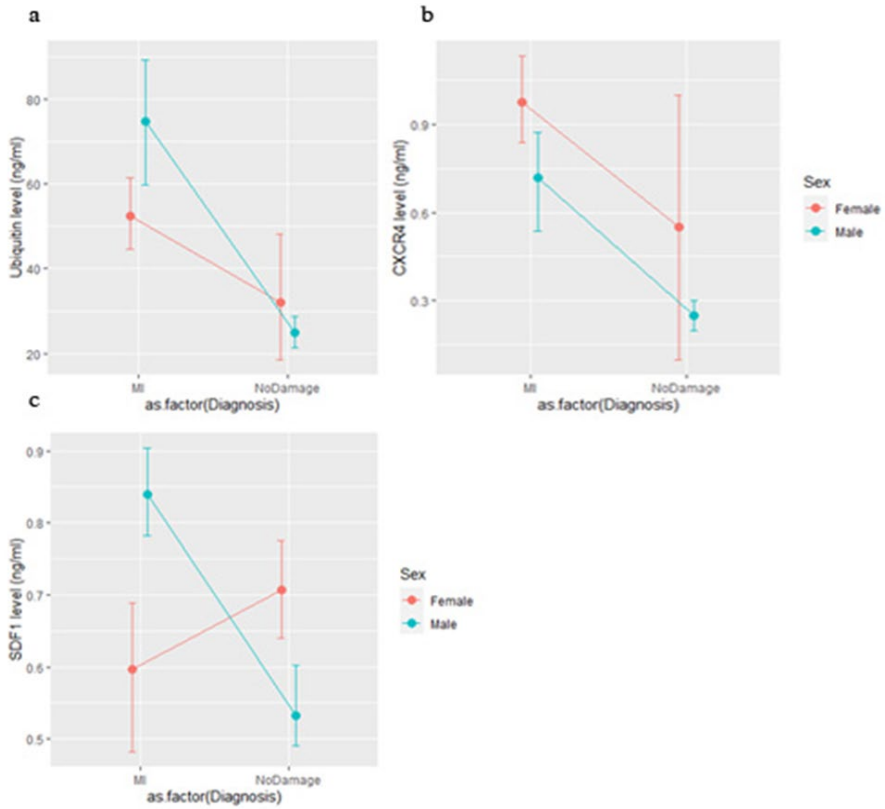 a
Ubiquitin level (ng/ml)
80
60
40
20
MI
NoDamage
as.factor(Diagnosis)
b
CXCR4 level (ng/ml)
0.9
0.6
0.3
MI
NoDamage
as.factor(Diagnosis)
Sex
Female
Male
c
SDF1 level (ng/ml)
0.9
0.8
0.7
0.6
0.5
MI
NoDamage
as.factor(Diagnosis)
Sex
Female
Male